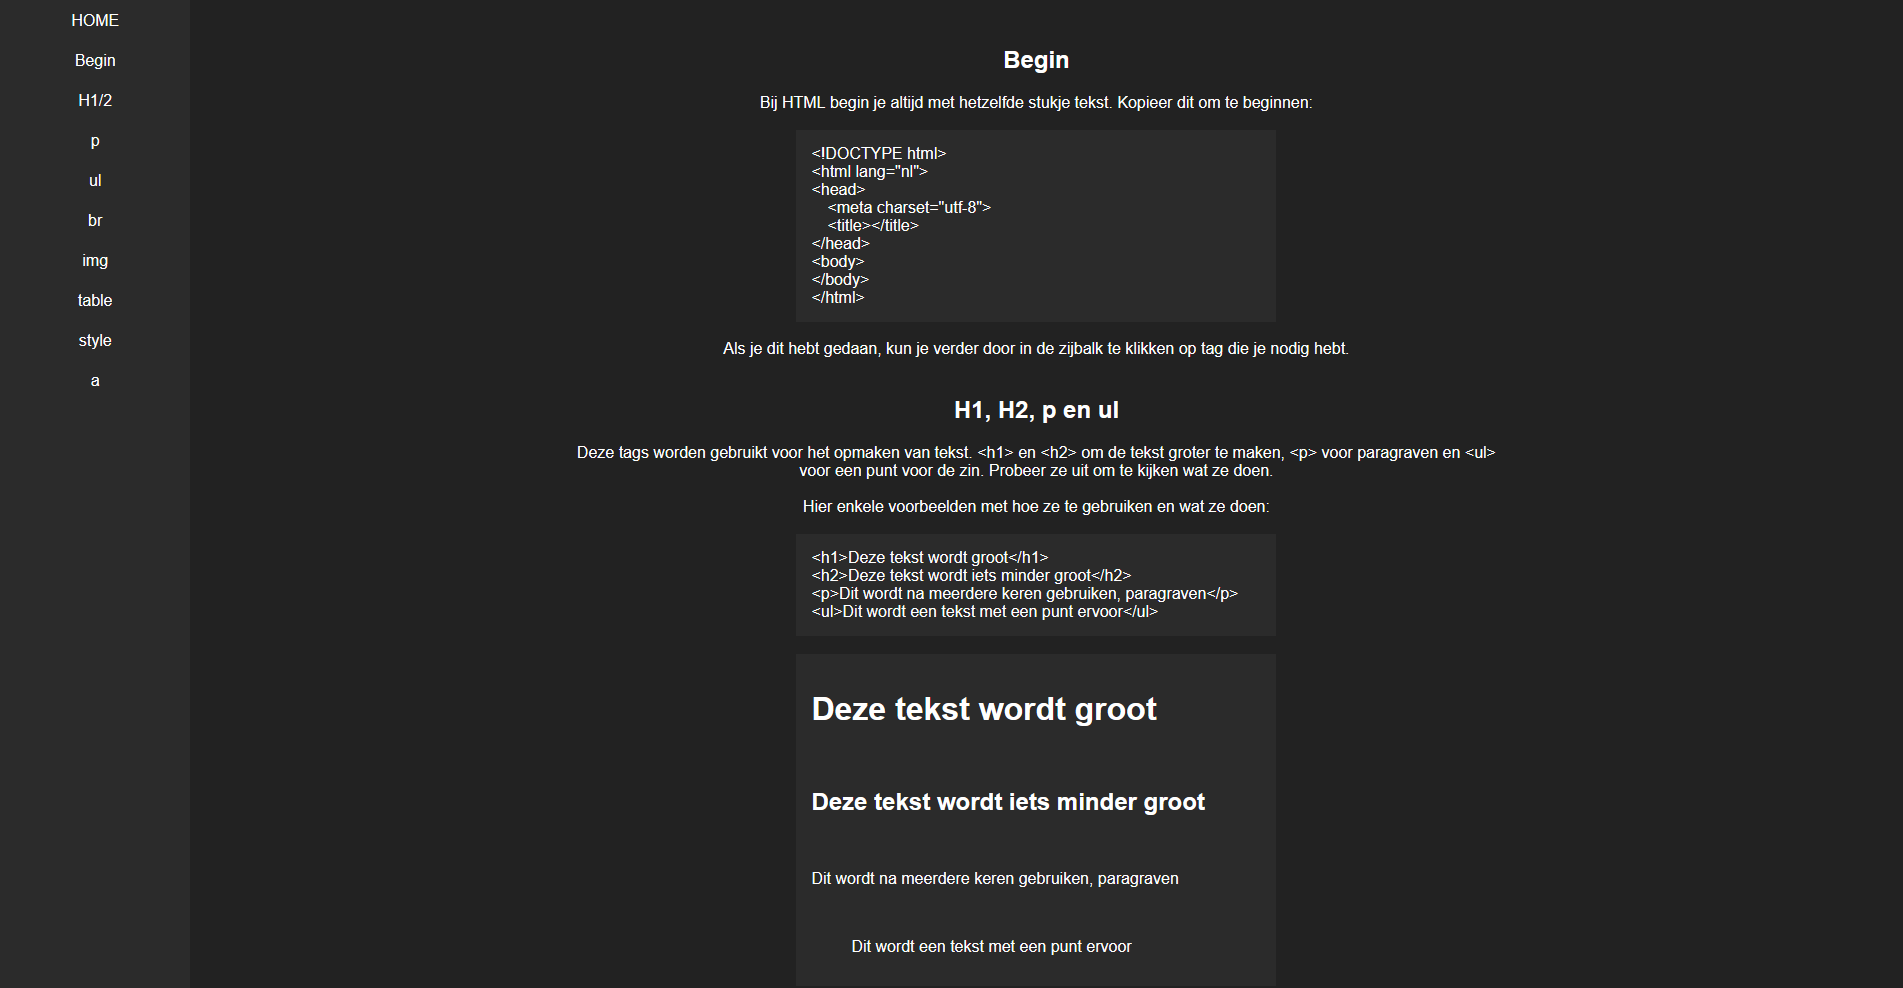 HOME
Begin
H1/2
p
ul
br
img
table
style
a
Begin
Bij HTML begin je altijd met hetzelfde stukje tekst. Kopieer dit om te beginnen:
<!DOCTYPE html>
<html lang="nl">
<head>
    <meta charset="utf-8">
    <title></title>
</head>
<body>
</body>
</html>
Als je dit hebt gedaan, kun je verder door in de zijbalk te klikken op tag die je nodig hebt.
H1, H2, p en ul
Deze tags worden gebruikt voor het opmaken van tekst. <h1> en <h2> om de tekst groter te maken, <p> voor paragraven en <ul>
voor een punt voor de zin. Probeer ze uit om te kijken wat ze doen.
Hier enkele voorbeelden met hoe ze te gebruiken en wat ze doen:
<h1>Deze tekst wordt groot</h1>
<h2>Deze tekst wordt iets minder groot</h2>
<p>Dit wordt na meerdere keren gebruiken, paragraven</p>
<ul>Dit wordt een tekst met een punt ervoor</ul>
Deze tekst wordt groot
Deze tekst wordt iets minder groot
Dit wordt na meerdere keren gebruiken, paragraven
Dit wordt een tekst met een punt ervoor